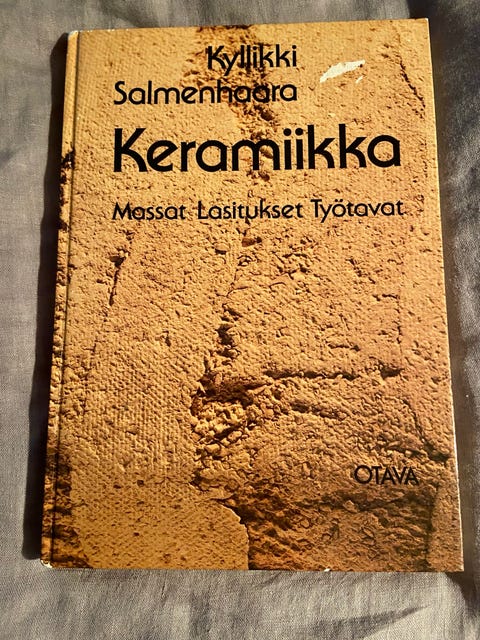 Kyllikki
Salmenhaara
Keramiikka
Massat Lasitukset Työtavat
OTAVA